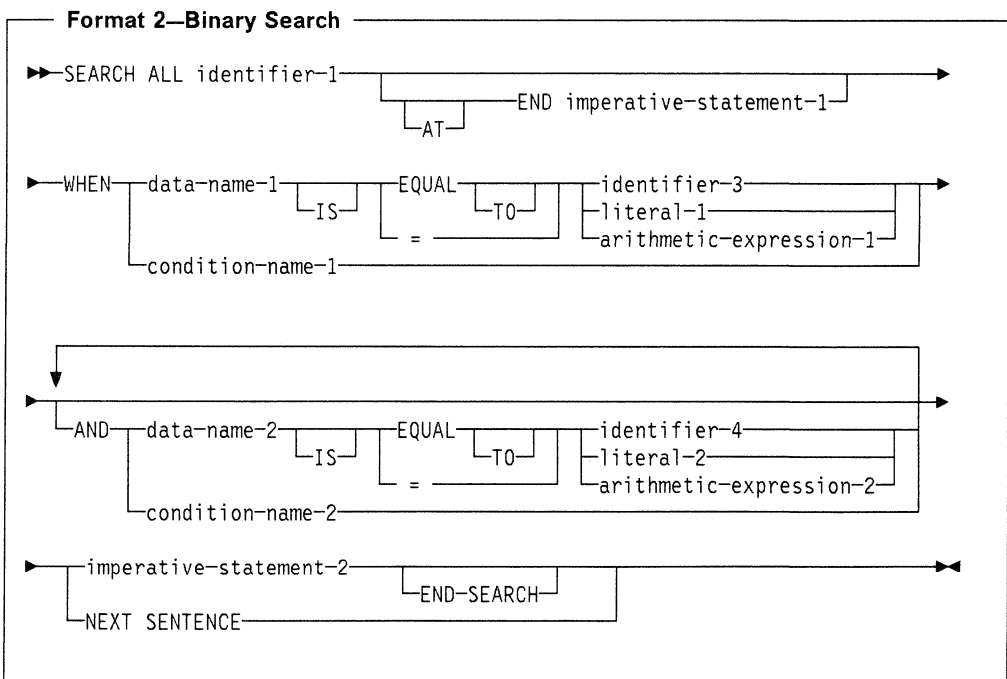 Format 2—Binary Search
SEARCH ALL identifier-1
AT
END imperative-statement-1
WHEN
data-name-1
IS
EQUAL
TO
=
identifier-3
literal-1
arithmetic-expression-1
condition-name-1
AND
data-name-2
IS
EQUAL
TO
=
identifier-4
literal-2
arithmetic-expression-2
condition-name-2
imperative-statement-2
END-SEARCH
NEXT SENTENCE